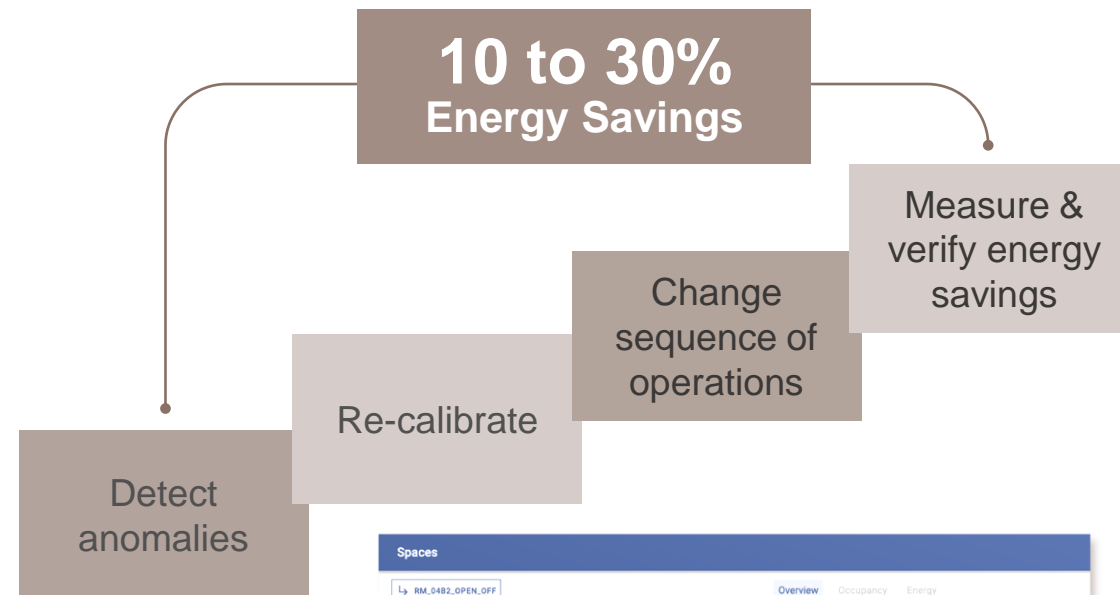 10 to 30%
Energy Savings
Measure &
verify energy
savings
Change
sequence of
operations
Re-calibrate
Detect
anomalies
Spaces
RM_04B2_OPEN_OFF
Overview Occupancy Energy